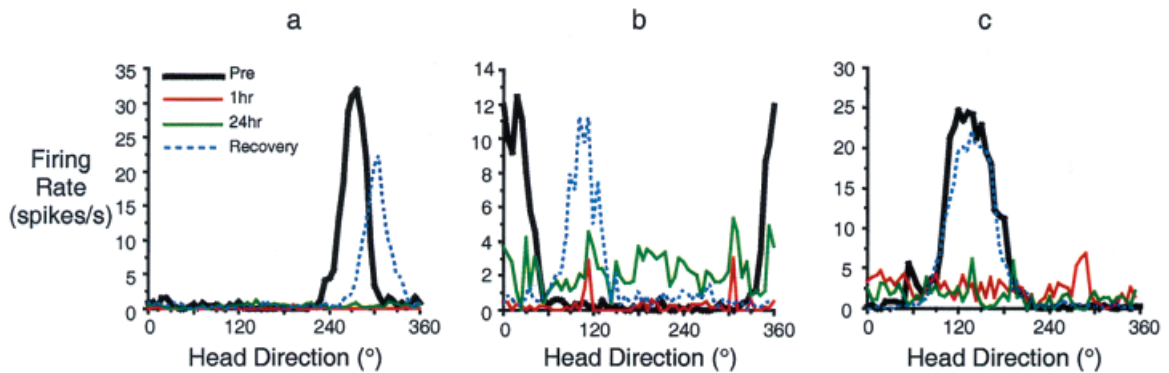 a
b
c
Pre
1hr
24hr
Recovery
Firing
Rate
(spikes/s)
35
30
25
20
15
10
5
0
0 120 240 360
Head Direction (°)
14
12
10
8
6
4
2
0
0 120 240 360
Head Direction (°)
30
25
20
15
10
5
0
0 120 240 360
Head Direction (°)